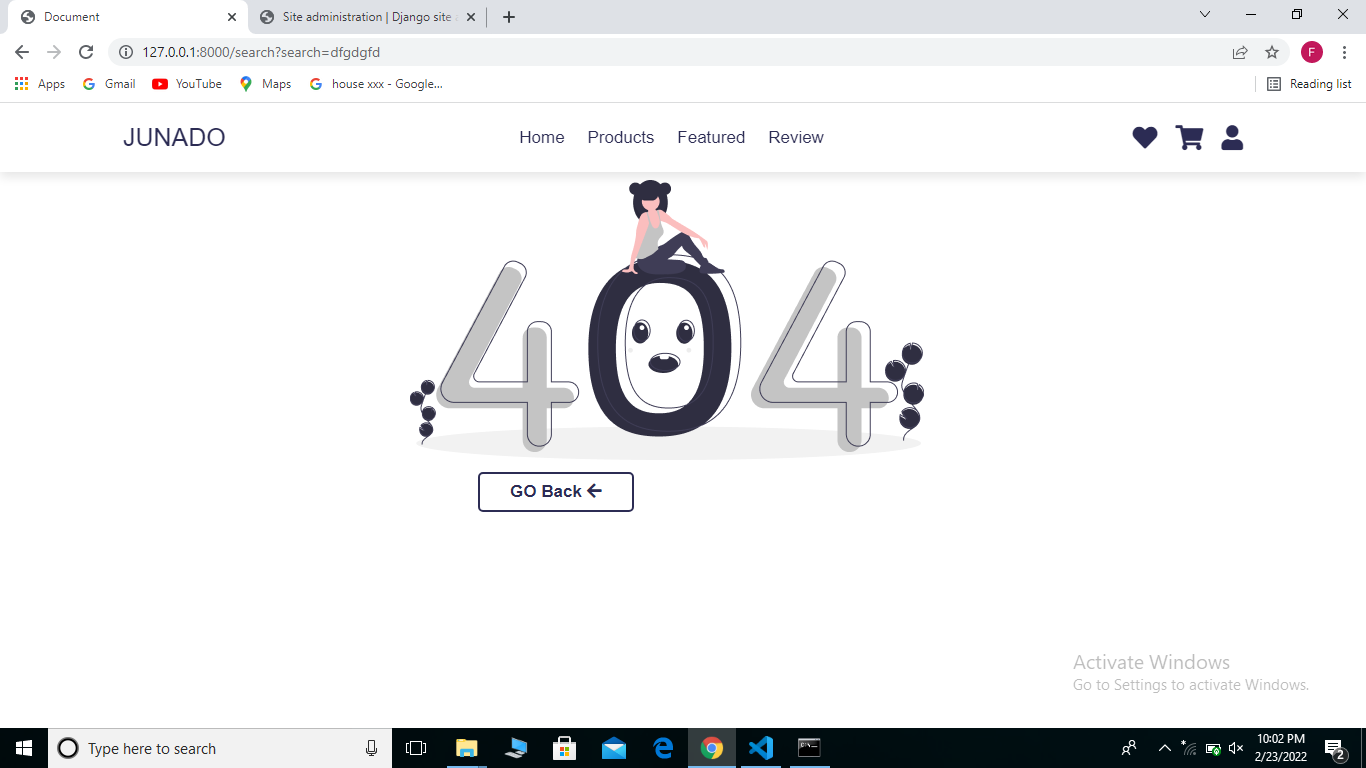 Document
Site administration | Django site
127.0.0.1:8000/search?search=dfgdgfd
F
Apps
Gmail
YouTube
Maps
house xxx - Google...
Reading list
JUNADO
Home
Products
Featured
Review
404
GO Back
Activate Windows
Go to Settings to activate Windows.
Type here to search
10:02 PM
2/23/2022
2